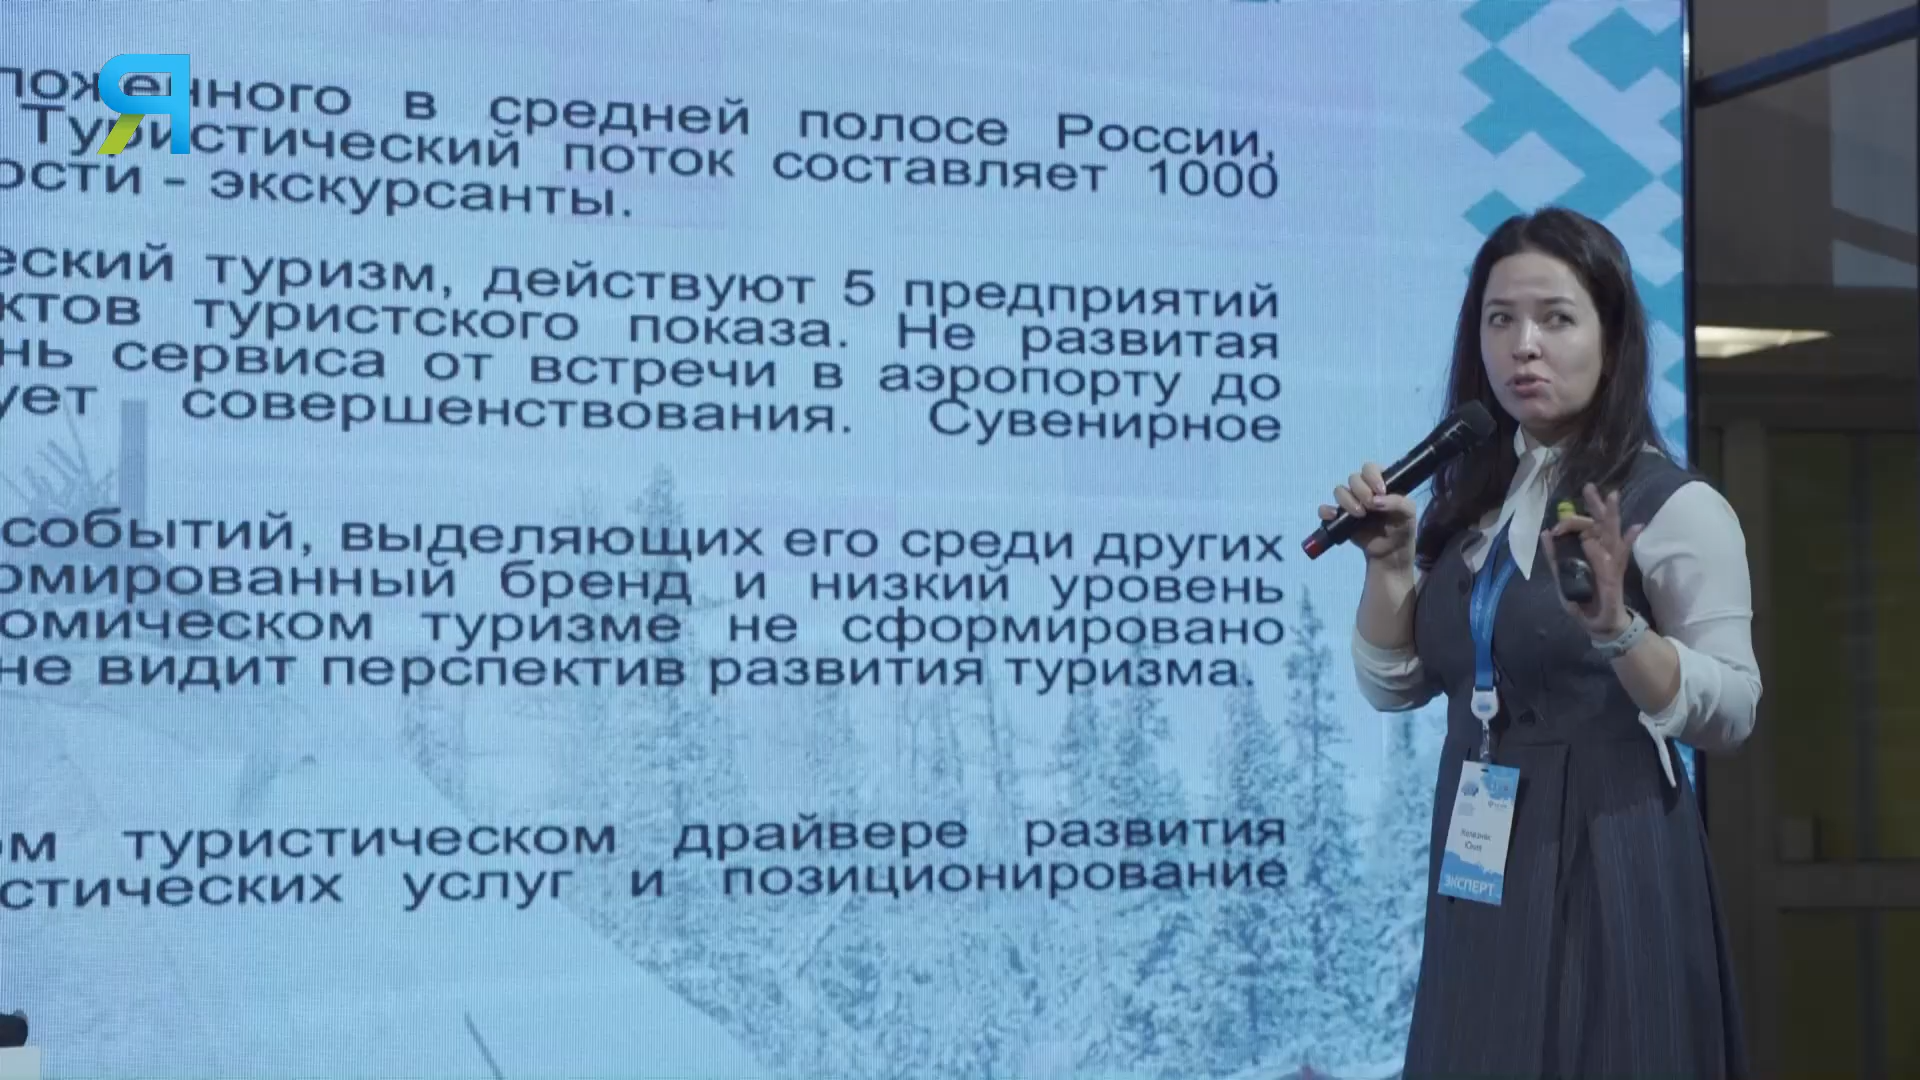 Я
ложенного в средней полосе России,
Туристический поток составляет 1000
ости - экскурсанты.
еский туризм, действуют 5 предприятий
ктов туристского показа. Не развитая
нь сервиса от встречи в аэропорту до
ует совершенствования. Сувенирное
событий, выделяющих его среди других
ормированный бренд и низкий уровень
омическом туризме не сформировано
не видит перспектив развития туризма.
ом туристическом драйвере развития
стических услуг и позиционирование
Юлия
ЭКСПЕРТ